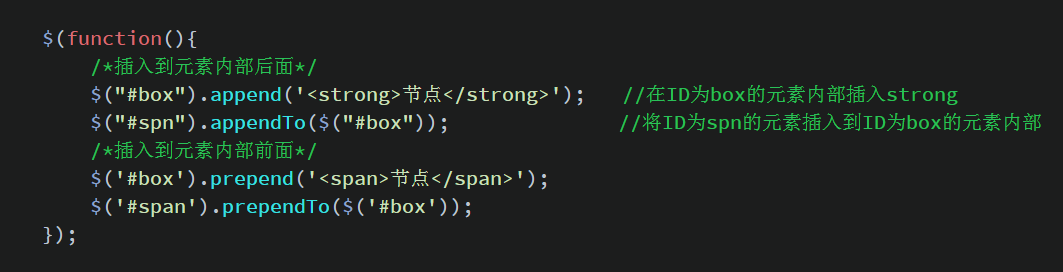 $(function(){
    /*插入到元素内部后面*/
    $("#box").append('<strong>节点</strong>');   //在ID为box的元素内部插入strong
    $("#spn").appendTo($("#box"));              //将ID为spn的元素插入到ID为box的元素内部
    /*插入到元素内部前面*/
    $('#box').prepend('<span>节点</span>');
    $('#span').prependTo($('#box'));
});